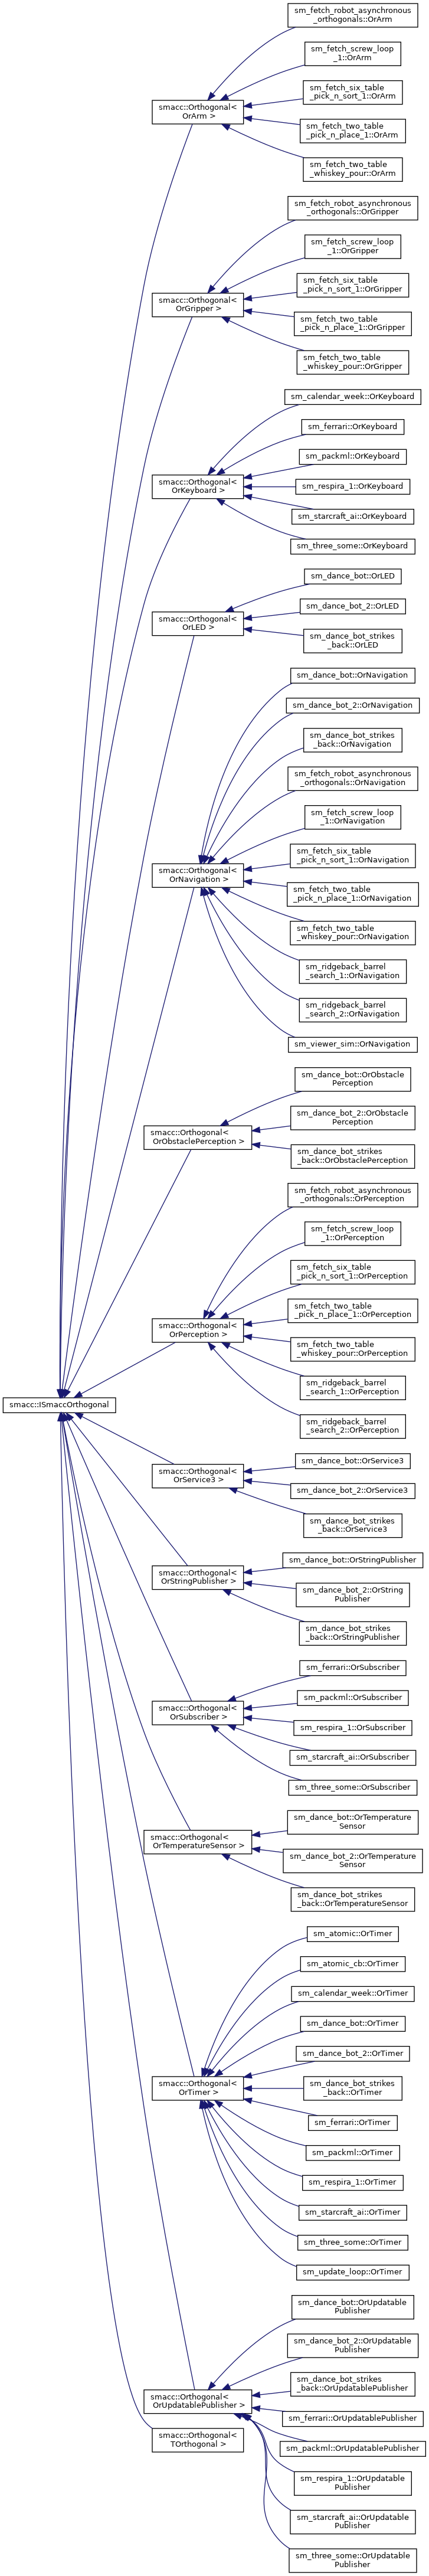 sm_fetch_robot_asynchronous
_orthogonals::OrArm
sm_fetch_screw_loop
_1::OrArm
smacc::Orthogonal<
OrArm >
sm_fetch_six_table
_pick_n_sort_1::OrArm
sm_fetch_two_table
_pick_n_place_1::OrArm
sm_fetch_two_table
_whiskey_pour::OrArm
sm_fetch_robot_asynchronous
_orthogonals::OrGripper
sm_fetch_screw_loop
_1::OrGripper
smacc::Orthogonal<
OrGripper >
sm_fetch_six_table
_pick_n_sort_1::OrGripper
sm_fetch_two_table
_pick_n_place_1::OrGripper
sm_fetch_two_table
_whiskey_pour::OrGripper
sm_calendar_week::OrKeyboard
sm_ferrari::OrKeyboard
sm_packml::OrKeyboard
smacc::Orthogonal<
OrKeyboard >
sm_respira_1::OrKeyboard
sm_starcraft_ai::OrKeyboard
sm_three_some::OrKeyboard
sm_dance_bot::OrLED
sm_dance_bot_2::OrLED
smacc::Orthogonal<
OrLED >
sm_dance_bot_strikes
_back::OrLED
sm_dance_bot::OrNavigation
sm_dance_bot_2::OrNavigation
sm_dance_bot_strikes
_back::OrNavigation
sm_fetch_robot_asynchronous
_orthogonals::OrNavigation
sm_fetch_screw_loop
_1::OrNavigation
sm_fetch_six_table
_pick_n_sort_1::OrNavigation
smacc::Orthogonal<
OrNavigation >
sm_fetch_two_table
_pick_n_place_1::OrNavigation
sm_fetch_two_table
_whiskey_pour::OrNavigation
sm_ridgeback_barrel
_search_1::OrNavigation
sm_ridgeback_barrel
_search_2::OrNavigation
sm_viewer_sim::OrNavigation
sm_dance_bot::OrObstacle
Perception
sm_dance_bot_2::OrObstacle
Perception
smacc::Orthogonal<
OrObstaclePerception >
sm_dance_bot_strikes
_back::OrObstaclePerception
sm_fetch_robot_asynchronous
_orthogonals::OrPerception
sm_fetch_screw_loop
_1::OrPerception
sm_fetch_six_table
_pick_n_sort_1::OrPerception
sm_fetch_two_table
_pick_n_place_1::OrPerception
smacc::Orthogonal<
OrPerception >
sm_fetch_two_table
_whiskey_pour::OrPerception
sm_ridgeback_barrel
_search_1::OrPerception
smacc::ISmaccOrthogonal
sm_ridgeback_barrel
_search_2::OrPerception
sm_dance_bot::OrService3
smacc::Orthogonal<
OrService3 >
sm_dance_bot_2::OrService3
sm_dance_bot_strikes
_back::OrService3
sm_dance_bot::OrStringPublisher
smacc::Orthogonal<
OrStringPublisher >
sm_dance_bot_2::OrString
Publisher
sm_dance_bot_strikes
_back::OrStringPublisher
sm_ferrari::OrSubscriber
sm_packml::OrSubscriber
smacc::Orthogonal<
OrSubscriber >
sm_respira_1::OrSubscriber
sm_starcraft_ai::OrSubscriber
sm_three_some::OrSubscriber
sm_dance_bot::OrTemperature
Sensor
smacc::Orthogonal<
OrTemperatureSensor >
sm_dance_bot_2::OrTemperature
Sensor
sm_dance_bot_strikes
_back::OrTemperatureSensor
sm_atomic::OrTimer
sm_atomic_cb::OrTimer
sm_calendar_week::OrTimer
sm_dance_bot::OrTimer
sm_dance_bot_2::OrTimer
smacc::Orthogonal<
OrTimer >
sm_dance_bot_strikes
_back::OrTimer
sm_ferrari::OrTimer
sm_packml::OrTimer
sm_respira_1::OrTimer
sm_starcraft_ai::OrTimer
sm_three_some::OrTimer
sm_update_loop::OrTimer
sm_dance_bot::OrUpdatable
Publisher
sm_dance_bot_2::OrUpdatable
Publisher
sm_dance_bot_strikes
_back::OrUpdatablePublisher
smacc::Orthogonal<
OrUpdatablePublisher >
sm_ferrari::OrUpdatablePublisher
smacc::Orthogonal<
TOrthogonal >
sm_packml::OrUpdatablePublisher
sm_respira_1::OrUpdatable
Publisher
sm_starcraft_ai::OrUpdatable
Publisher
sm_three_some::OrUpdatable
Publisher